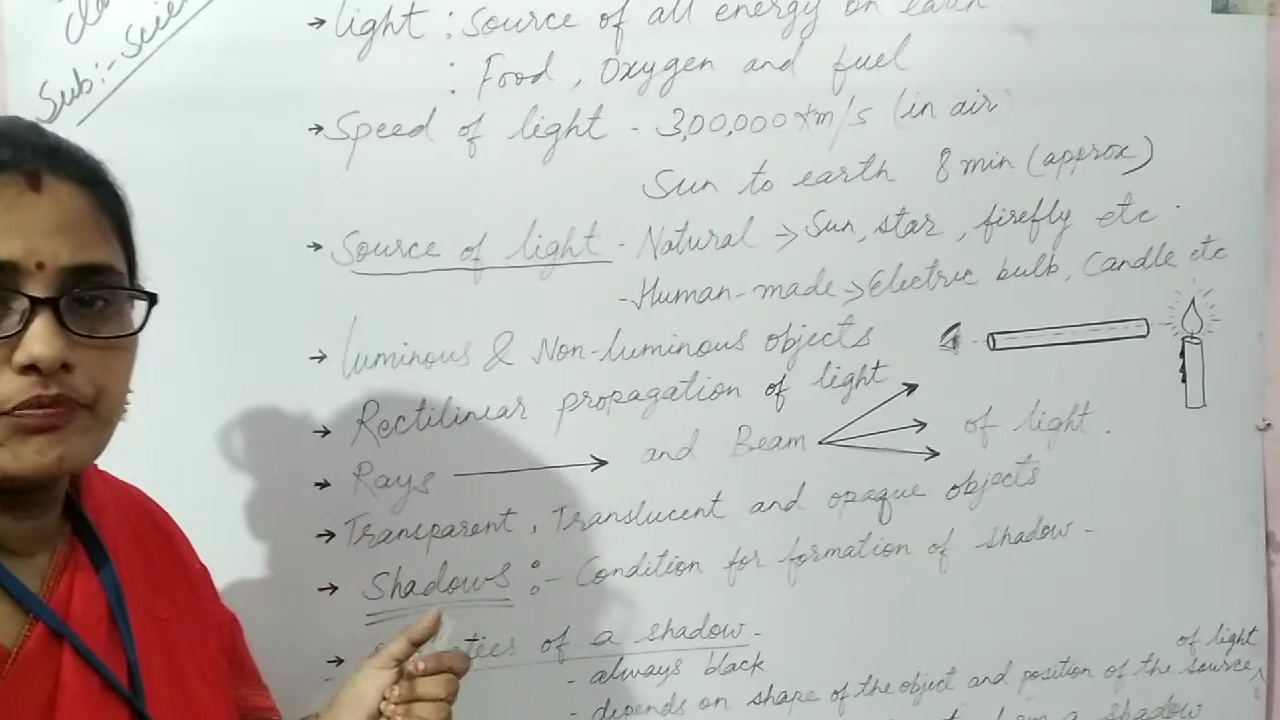 Sub:- Scien
→ light : Source of all energy on earth.
: Food, Oxygen and fuel
→ Speed of light - 3,00,000 km/s (in air)
Sun to earth 8 min (approx)
→ Source of light - Natural > Sun, star, firefly etc.
- Human-made > Electric bulb, Candle etc
→ Luminous & Non-luminous objects
→ Rectilinear propagation of light
→ Rays → and Beam of light.
→ Transparent, Translucent and opaque objects
→ Shadows :- Condition for formation of shadow -
→ ties of a shadow -
- always black
- depends on shape of the object and position of the source of light
a shadow